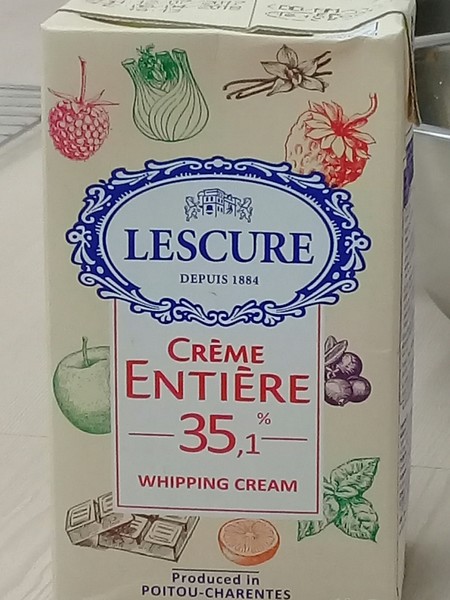 LESCURE
DEPUIS 1884
CRÈME
ENTIÈRE
35,1%
WHIPPING CREAM
Produced in
POITOU-CHARENTES